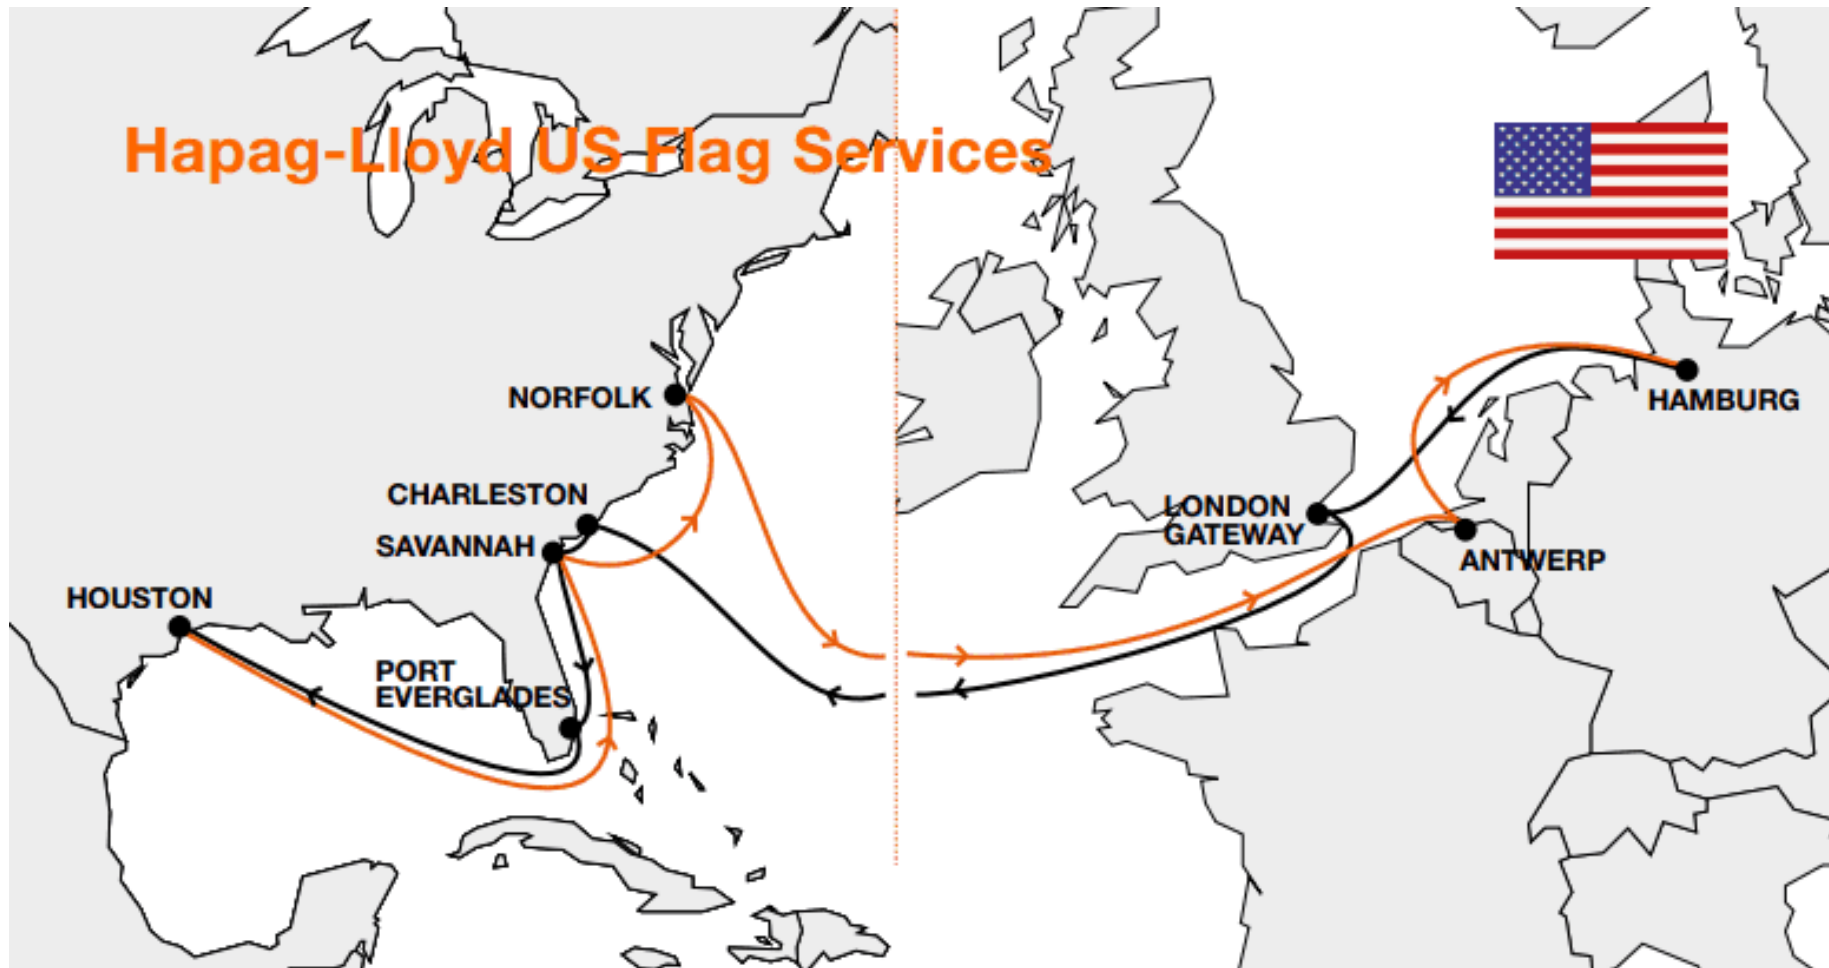 Hapag-Lloyd US Flag Services
NORFOLK
HAMBURG
CHARLESTON
LONDON
GATEWAY
SAVANNAH
ANTWERP
HOUSTON
PORT
EVERGLADES